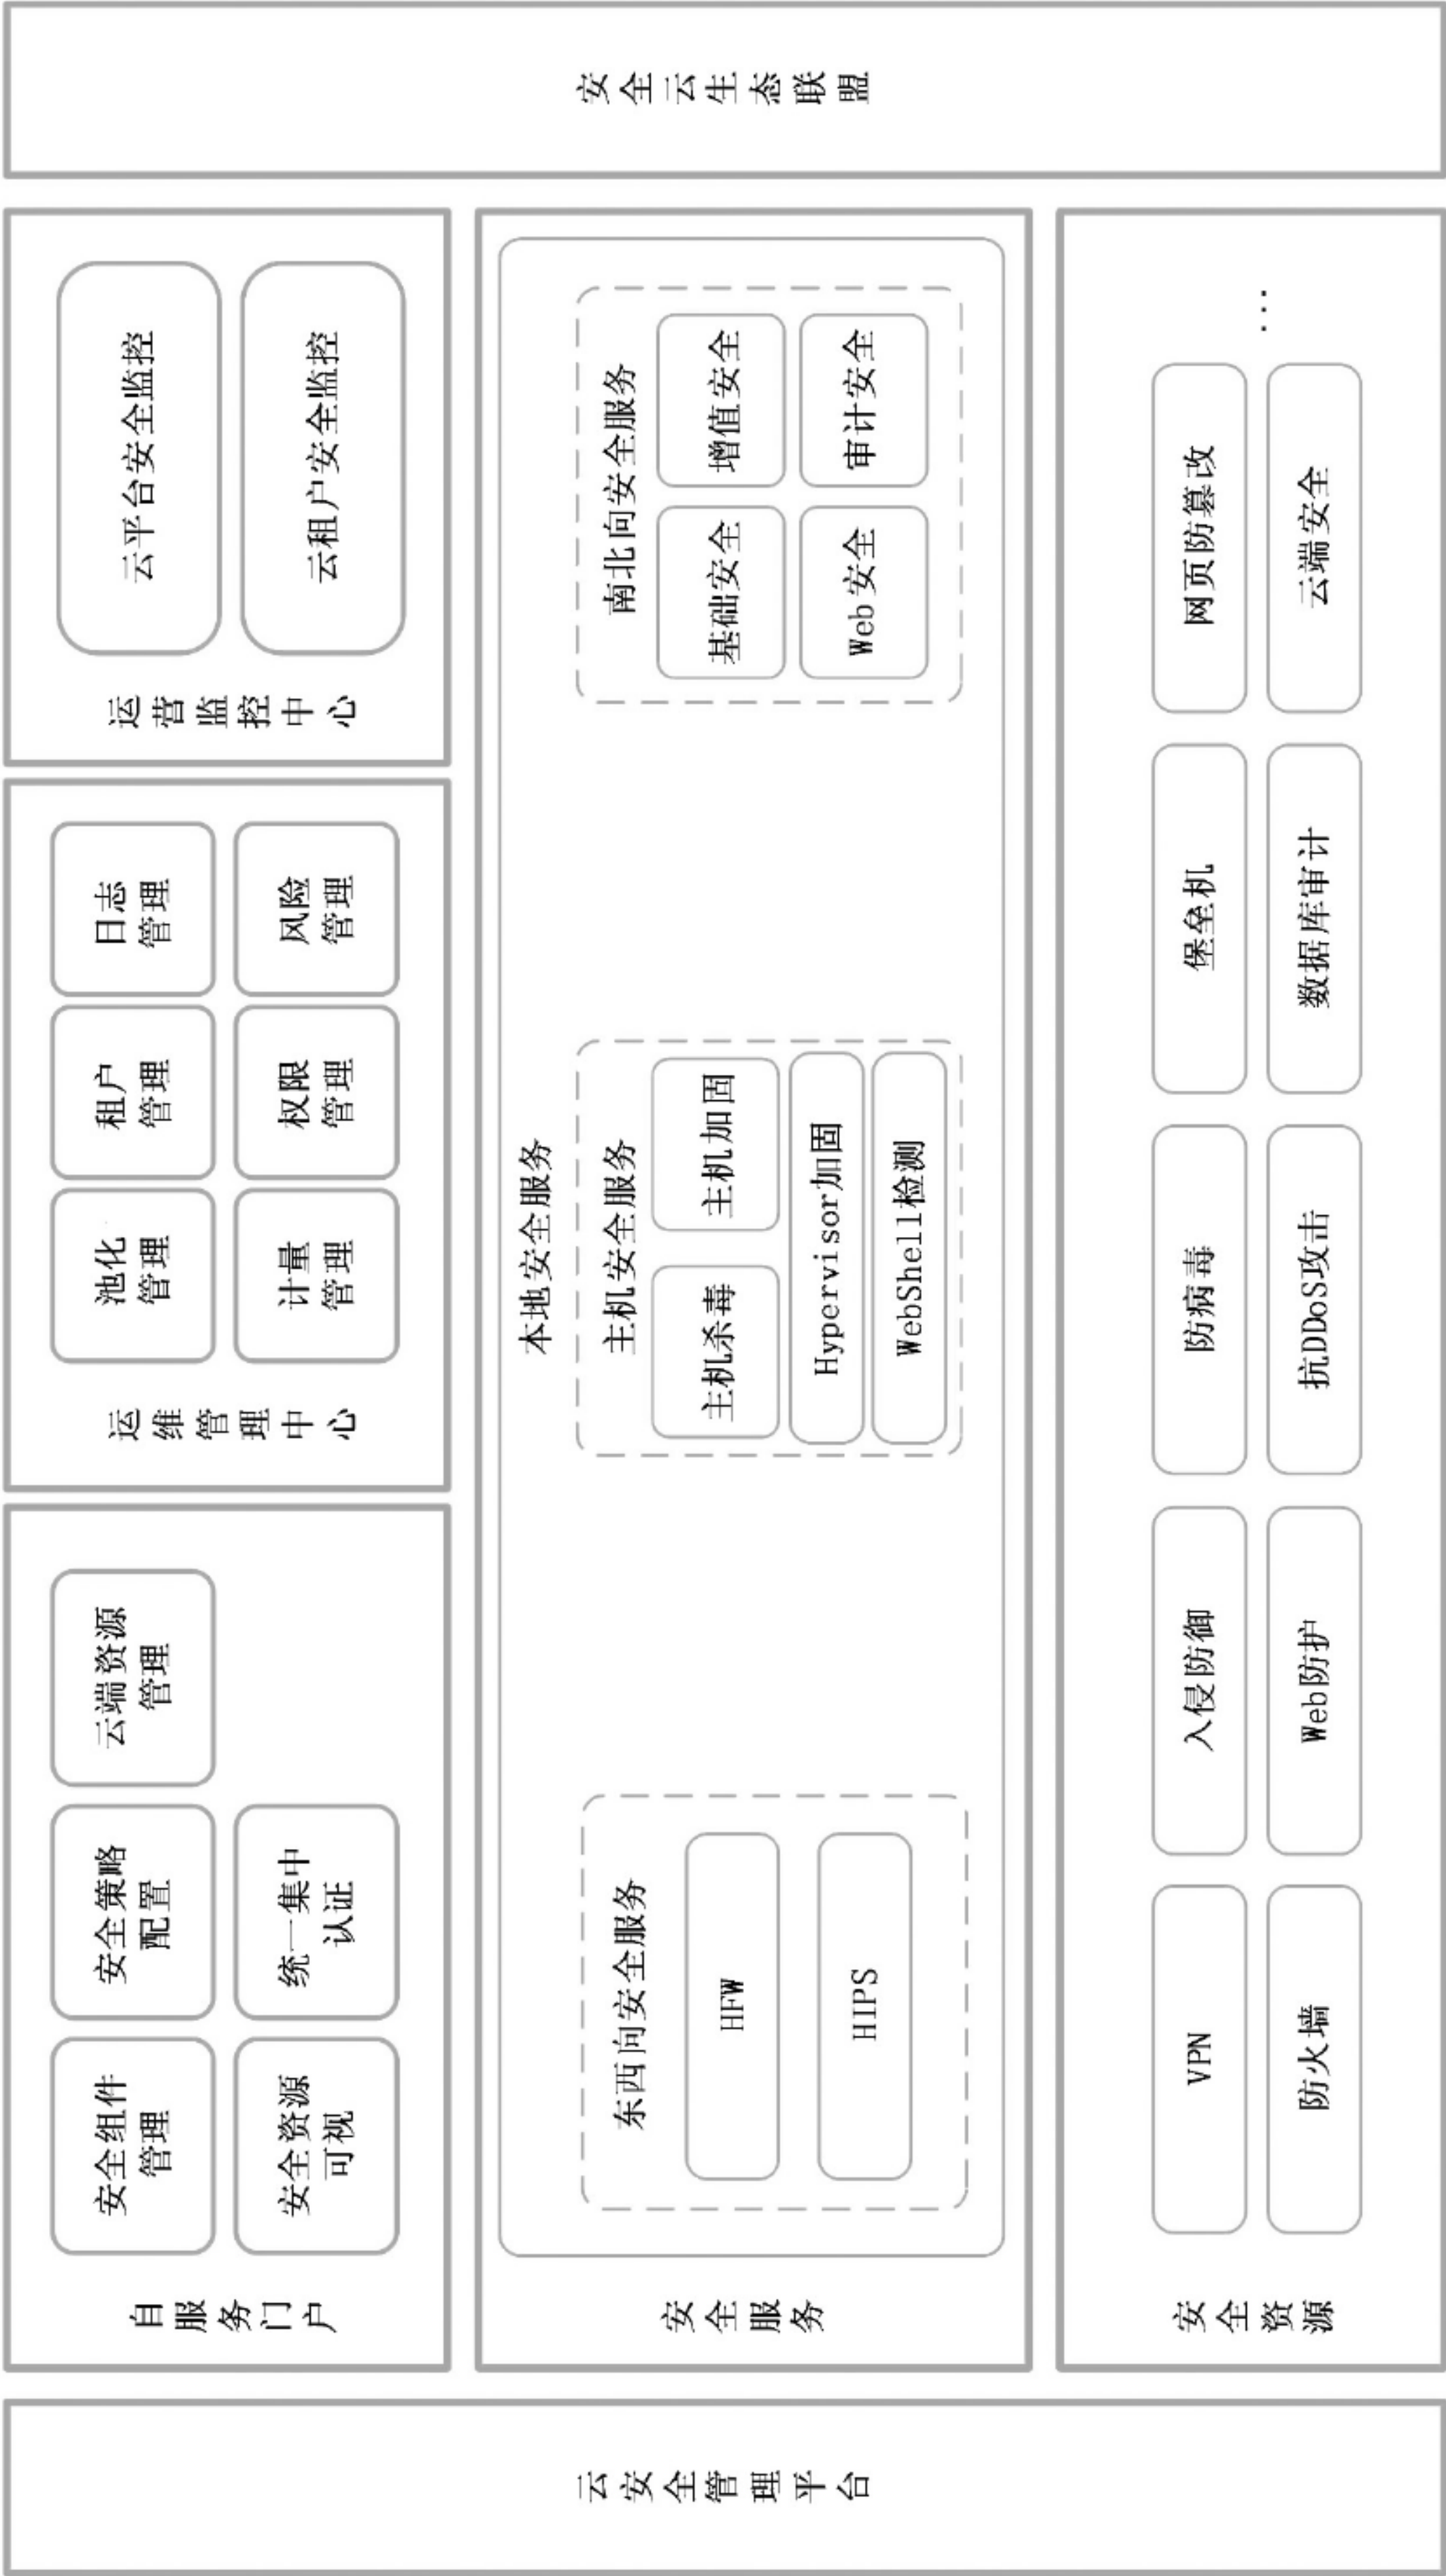 云安全管理平台
自服务门户
安全组件
管理
安全策略
配置
云端资源
管理
安全资源
可视
统一集中
认证
运维管理中心
池化
管理
租户
管理
日志
管理
计量
管理
权限
管理
风险
管理
运营监控中心
云平台安全监控
云租户安全监控
安全服务
本地安全服务
东西向安全服务
HFW
HIPS
主机安全服务
主机杀毒
主机加固
Hypervisor加固
WebShell检测
南北向安全服务
基础安全
增值安全
Web安全
审计安全
安全资源
VPN
入侵防御
防病毒
堡垒机
网页防篡改
防火墙
Web防护
抗DDoS攻击
数据库审计
云端安全
...
安全云生态联盟